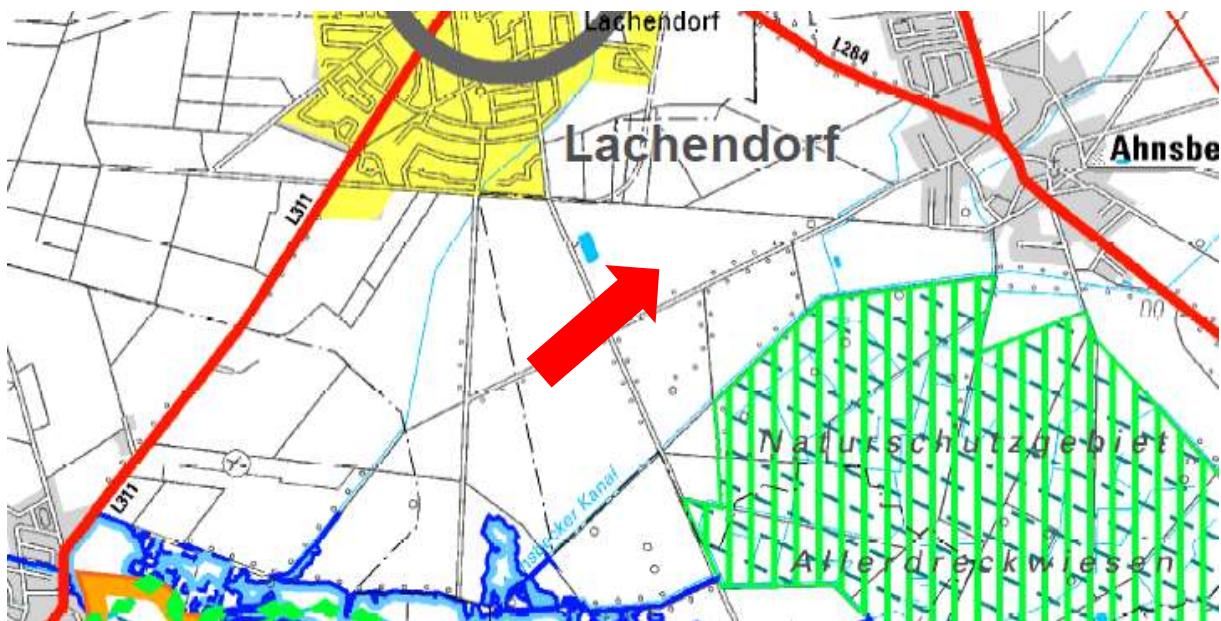 Lachendorf
L284
Lachendorf
Ahnsbe
L311
Naturschutzgebiet
L311
Kanal
Allerdreckwiesen